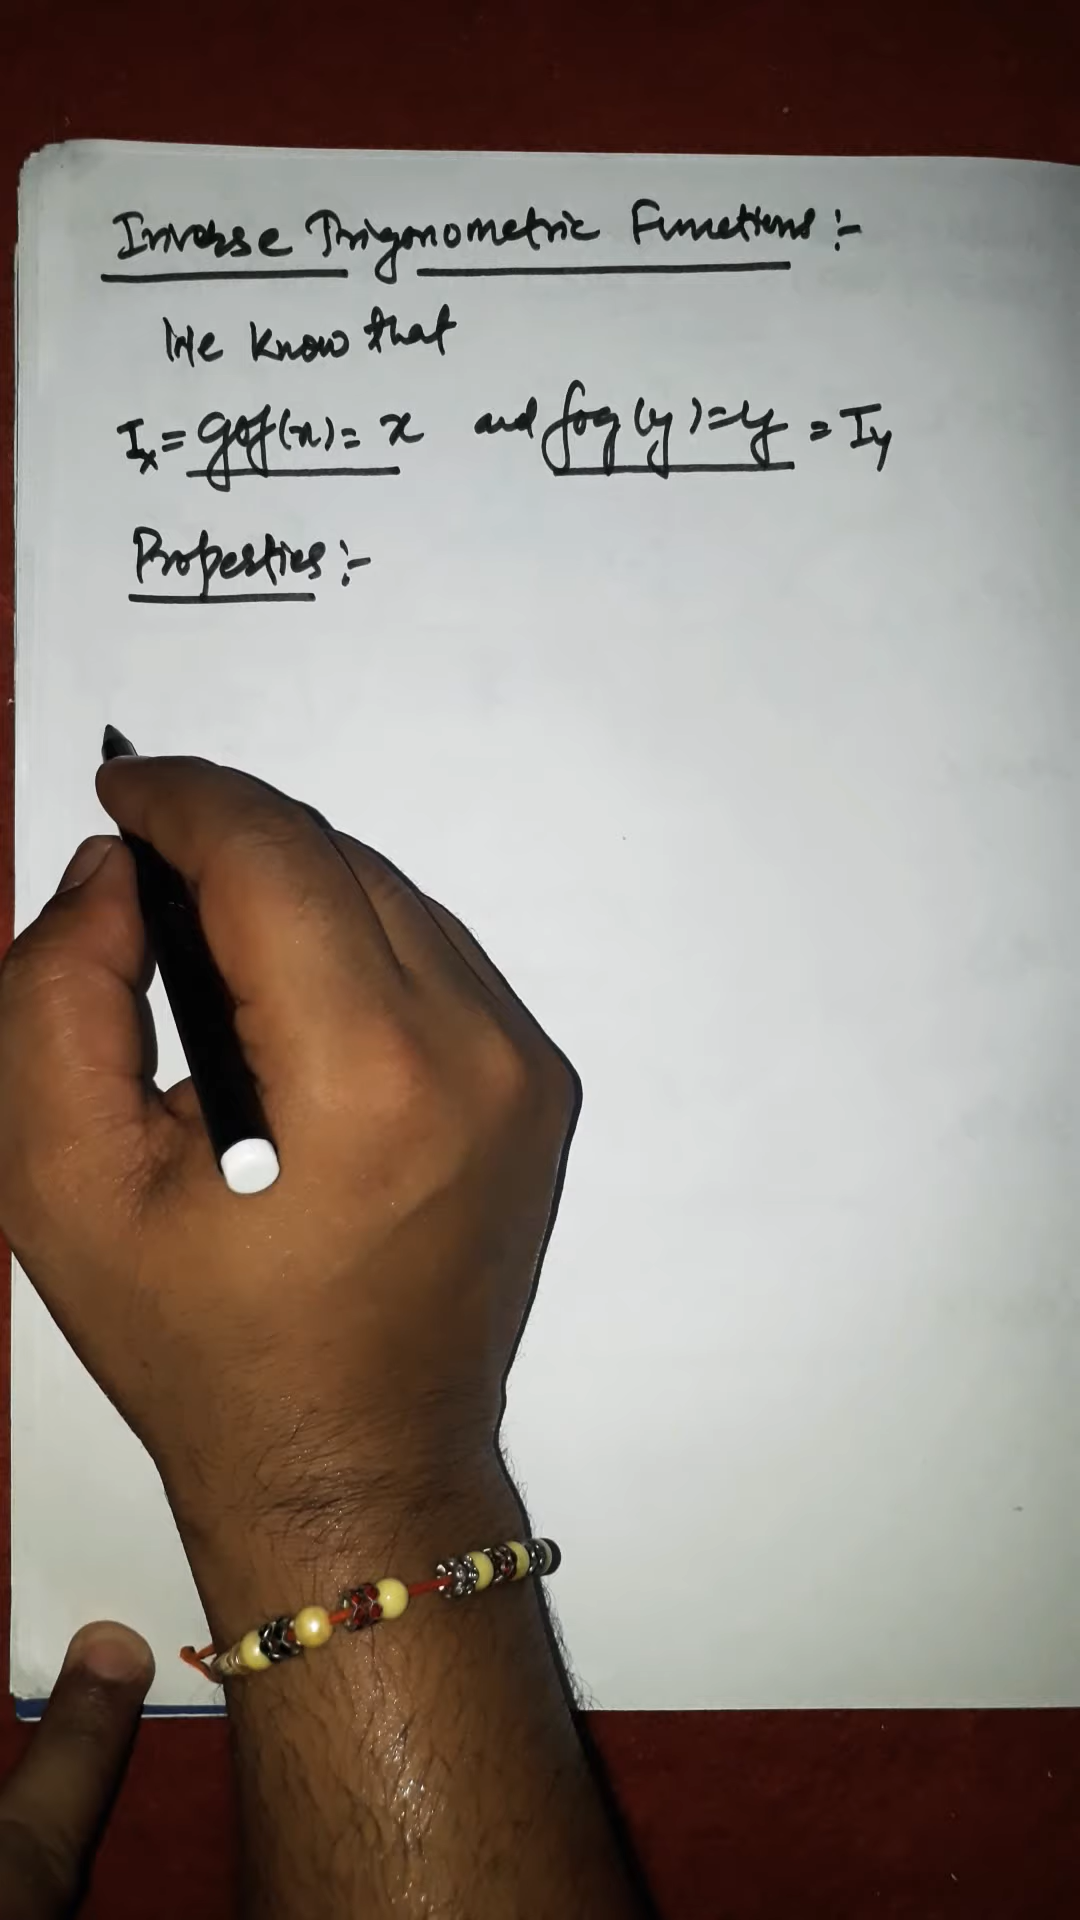 Inverse Trigonometric Functions :-
We know that
Ix = gof(x) = x and fog(y) = y = Iy
Properties :-